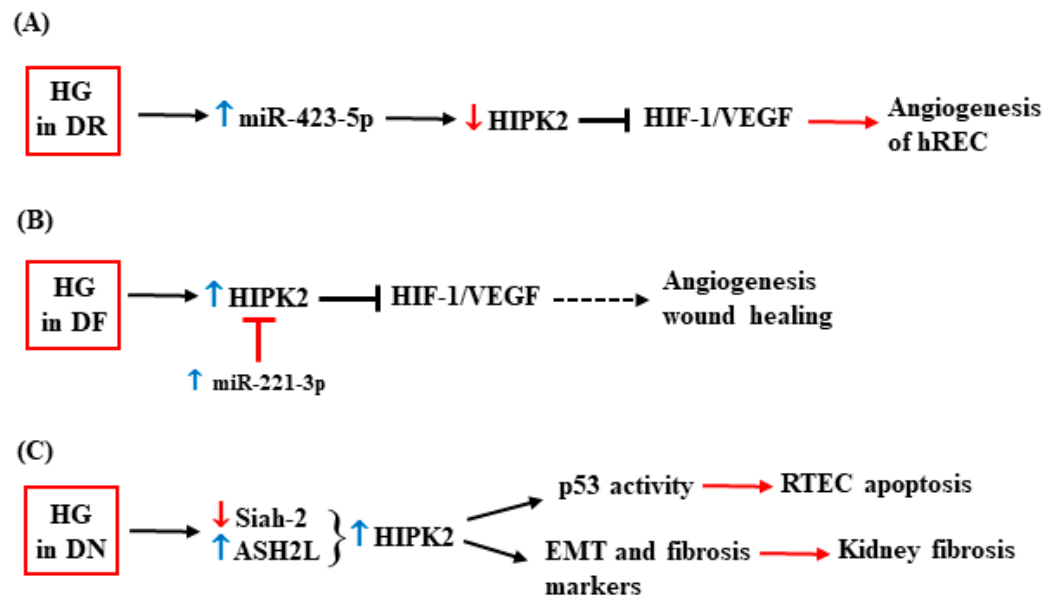 (A)
HG
in DR
↑ miR-423-5p
↓ HIPK2
HIF-1/VEGF
Angiogenesis
of hREC
(B)
HG
in DF
↑ HIPK2
HIF-1/VEGF
Angiogenesis
wound healing
↑ miR-221-3p
(C)
HG
in DN
↓ Siah-2
↑ ASH2L
} ↑ HIPK2
p53 activity
RTEC apoptosis
EMT and fibrosis
markers
Kidney fibrosis